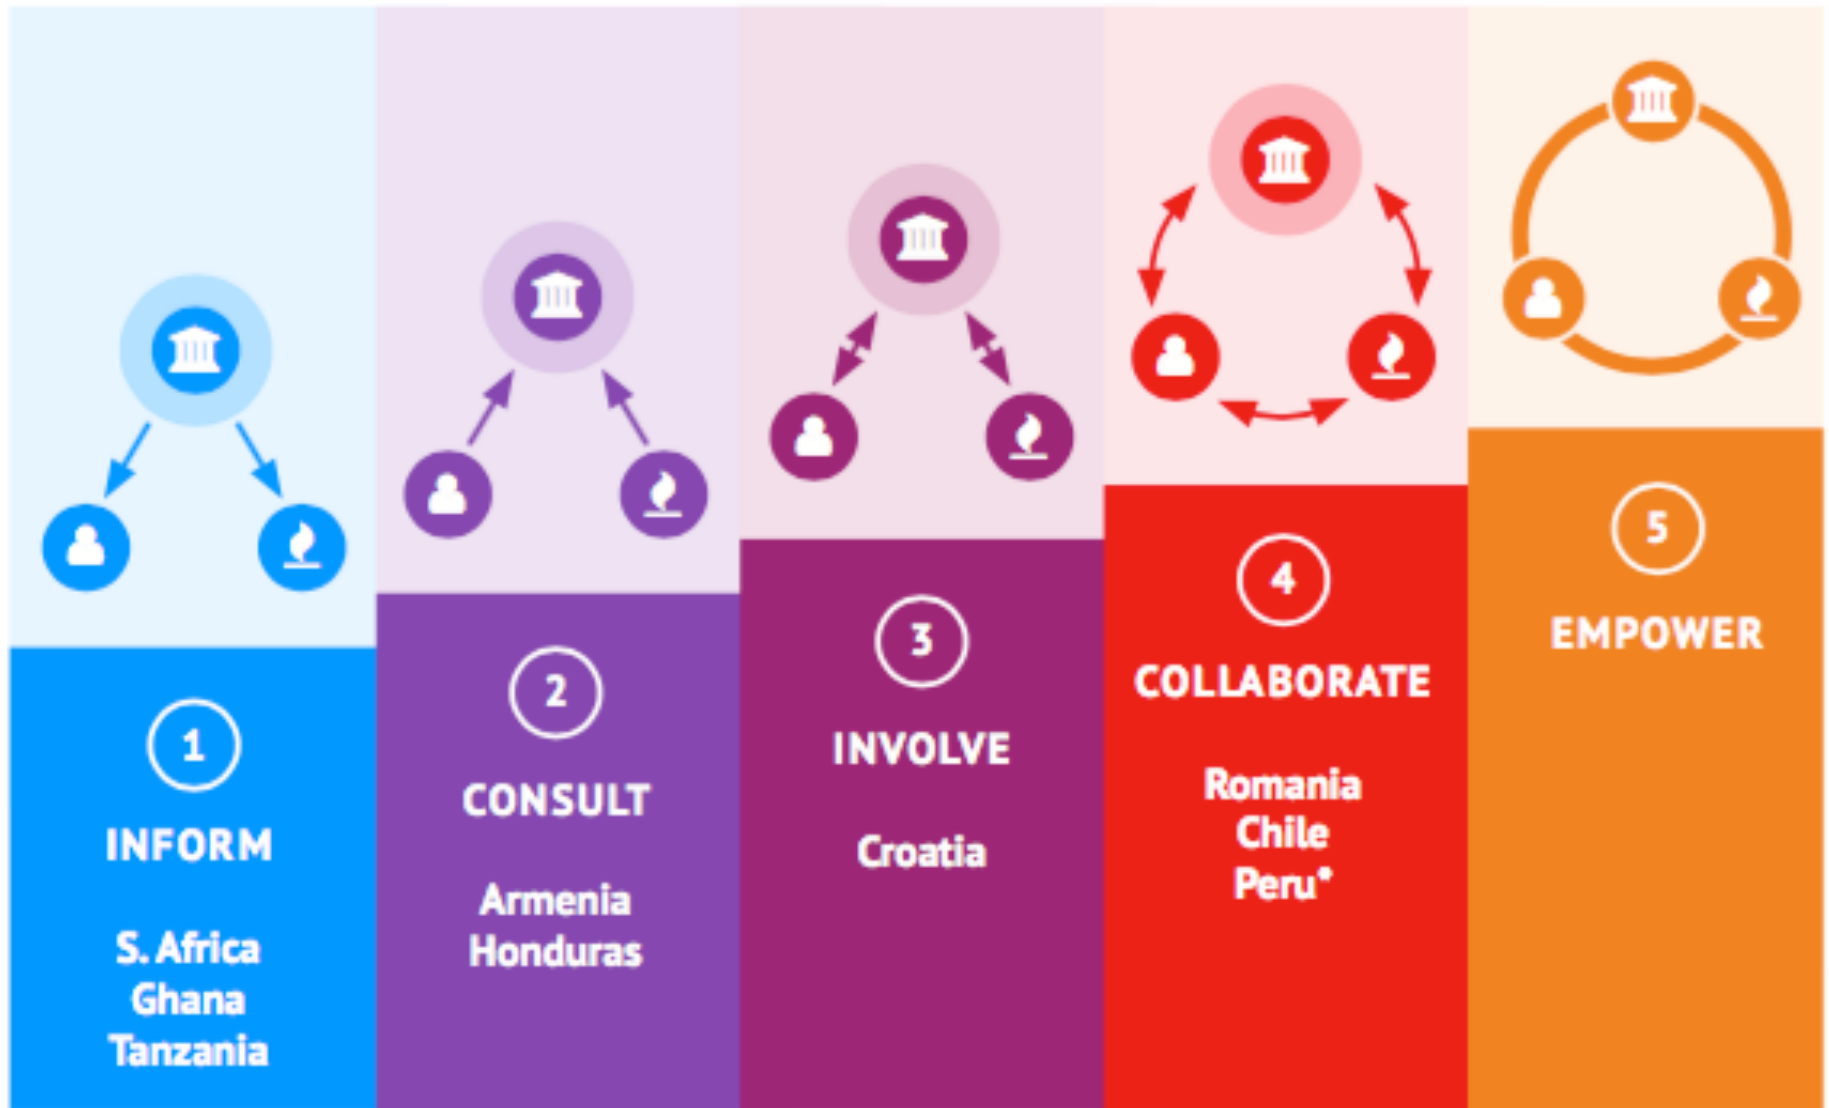 1
INFORM
S. Africa
Ghana
Tanzania
2
CONSULT
Armenia
Honduras
3
INVOLVE
Croatia
4
COLLABORATE
Romania
Chile
Peru*
5
EMPOWER